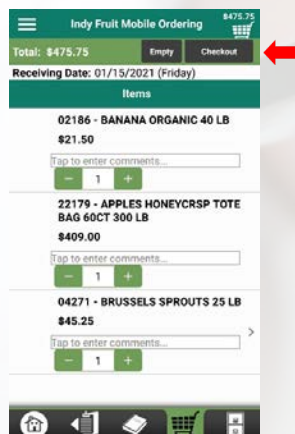 $475.75
Indy Fruit Mobile Ordering
Total: $475.75
Empty
Checkout
Receiving Date: 01/15/2021 (Friday)
Items
02186 - BANANA ORGANIC 40 LB
$21.50
Tap to enter comments...
- 1 +
22179 - APPLES HONEYCRSP TOTE
BAG 60CT 300 LB
$409.00
Tap to enter comments...
- 1 +
04271 - BRUSSELS SPROUTS 25 LB
$45.25
Tap to enter comments...
- 1 +